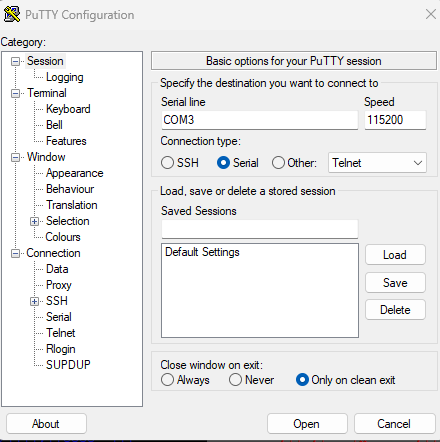 PuTTY Configuration
Category:
Session
Logging
Terminal
Keyboard
Bell
Features
Window
Appearance
Behaviour
Translation
Selection
Colours
Connection
Data
Proxy
SSH
Serial
Telnet
Rlogin
SUPDUP
Basic options for your PuTTY session
Specify the destination you want to connect to
Serial line Speed
COM3 115200
Connection type:
SSH Serial Other: Telnet
Load, save or delete a stored session
Saved Sessions
Default Settings
Load
Save
Delete
Close window on exit:
Always Never Only on clean exit
About Open Cancel